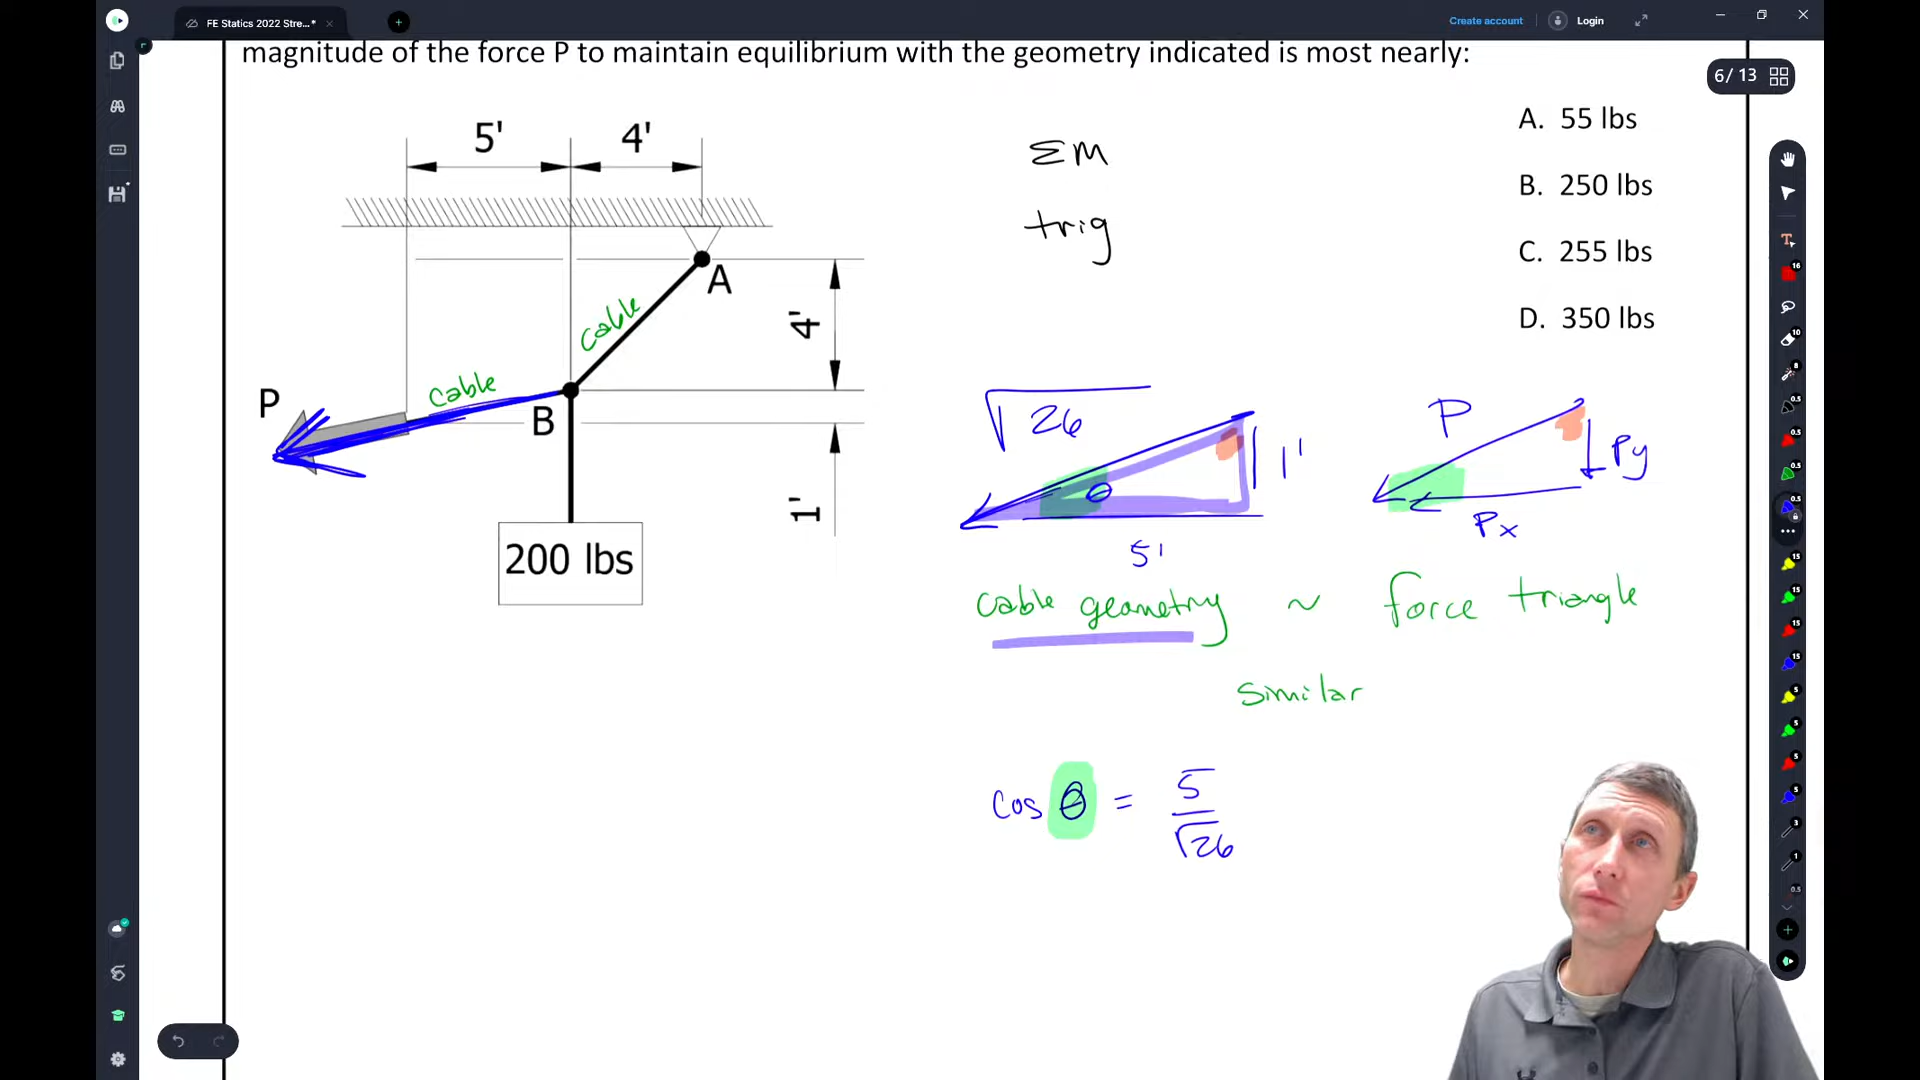 FE Statics 2022 Stre...*
Create account
Login
magnitude of the force P to maintain equilibrium with the geometry indicated is most nearly:
6/ 13
5'
4'
A. 55 lbs
B. 250 lbs
C. 255 lbs
D. 350 lbs
ΣM
trig
A
4'
cable
cable
P
B
1'
200 lbs
√26
θ
1'
5'
P
Py
Px
cable geometry ~ force triangle
similar
cos θ = 5/√26